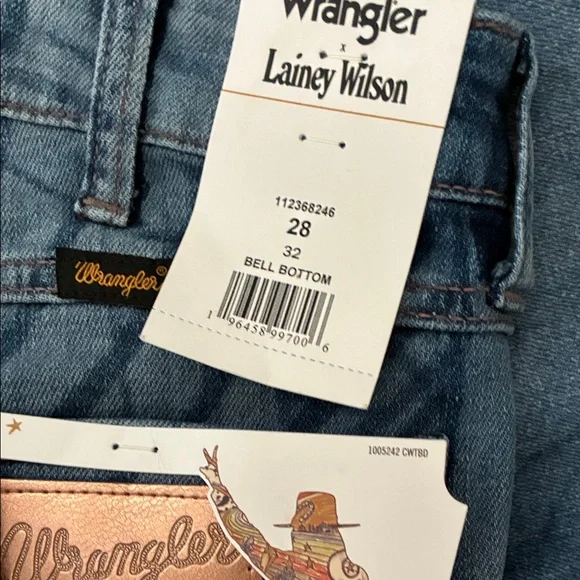 Wrangler
x
Lainey Wilson
112368246
28
32
BELL BOTTOM
1 96458 99700 6
Wrangler®
1005242 CWTBD
Wrangler